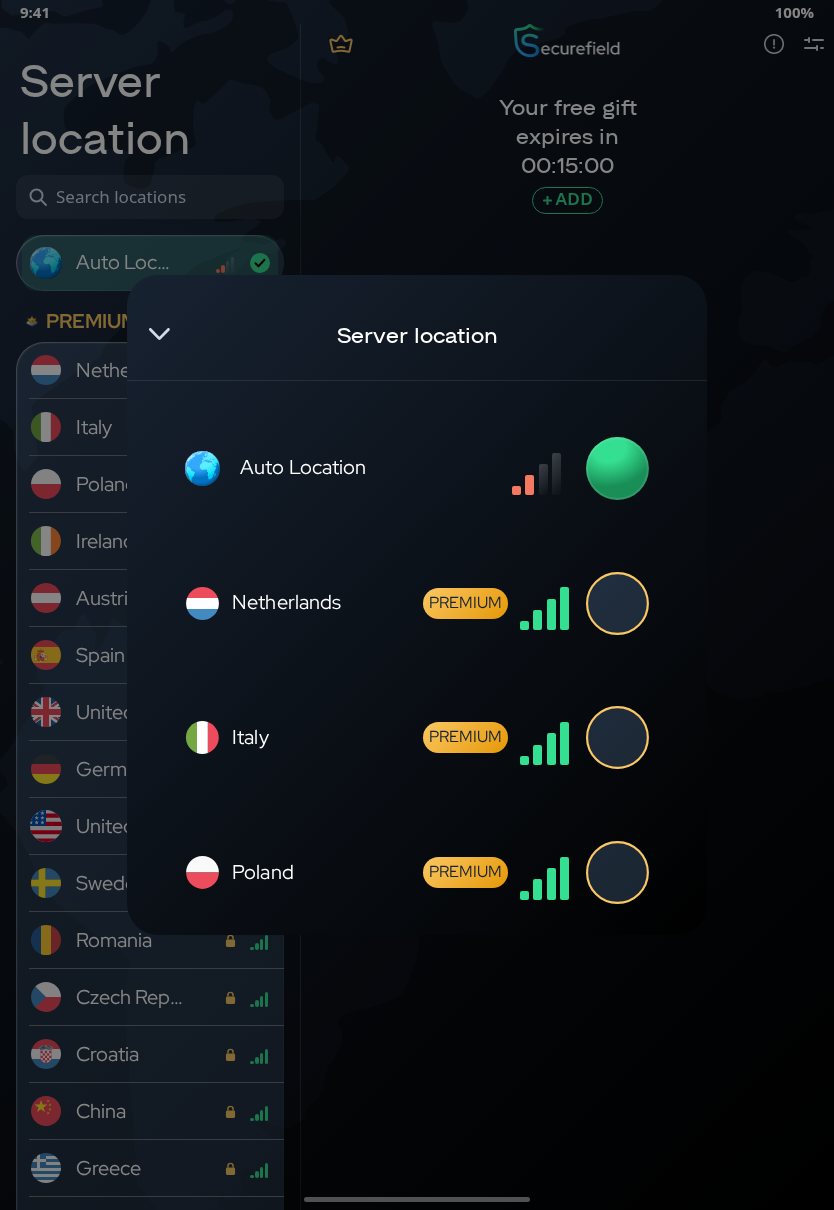 9:41
100%
Securefield
Server
location
Search locations
Auto Loc...
PREMIUM
Your free gift
expires in
00:15:00
+ADD
Italy
Spain
Romania
Czech Rep...
Croatia
China
Greece
Server location
Auto Location
Netherlands
PREMIUM
Italy
PREMIUM
Poland
PREMIUM